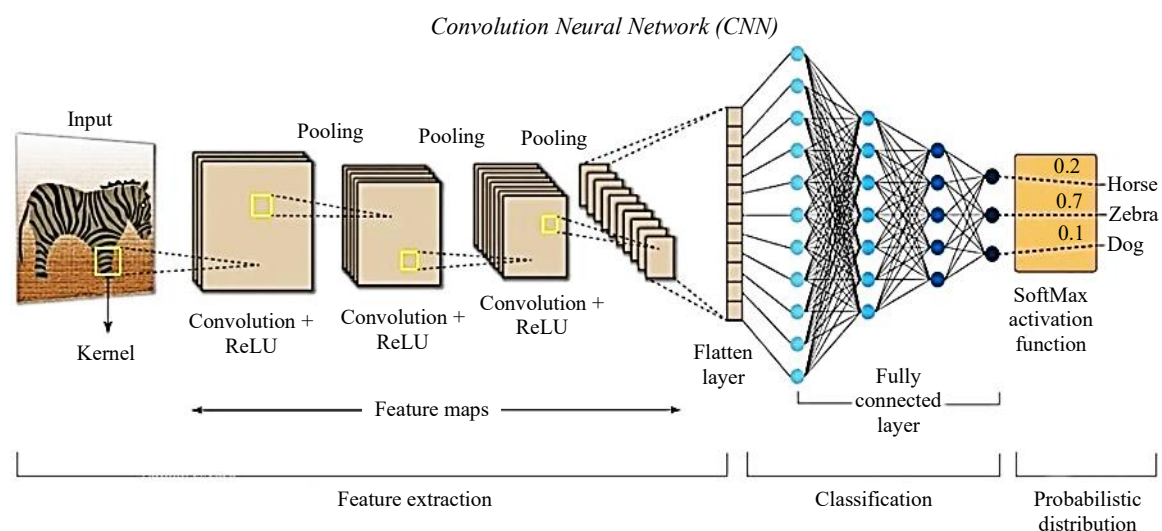 Convolution Neural Network (CNN)
Input
Pooling
Pooling
Pooling
Kernel
Convolution +
ReLU
Convolution +
ReLU
Convolution +
ReLU
Flatten
layer
Fully
connected
layer
0.2
Horse
0.7
Zebra
0.1
Dog
SoftMax
activation
function
Feature maps
Feature extraction
Classification
Probabilistic
distribution